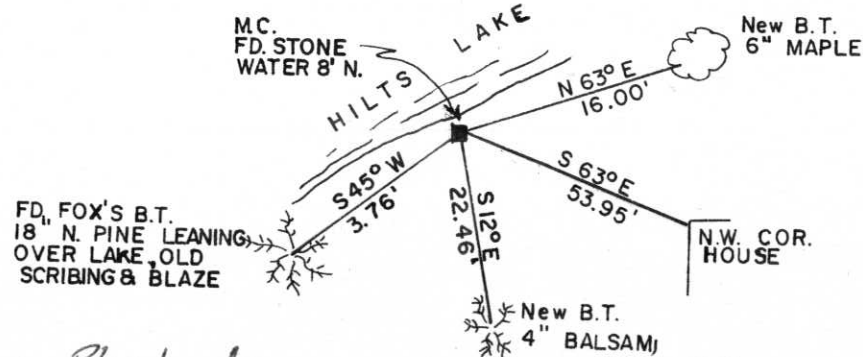 M.C.
FD. STONE
WATER 8' N.
HILTS LAKE
New B.T.
6" MAPLE
N 63° E
16.00'
S 63° E
53.95'
S 45° W
3.76'
S 12° E
22.46'
FD. FOX'S B.T.
18" N. PINE LEANING
OVER LAKE, OLD
SCRIBING & BLAZE
N.W. COR.
HOUSE
New B.T.
4" BALSAM